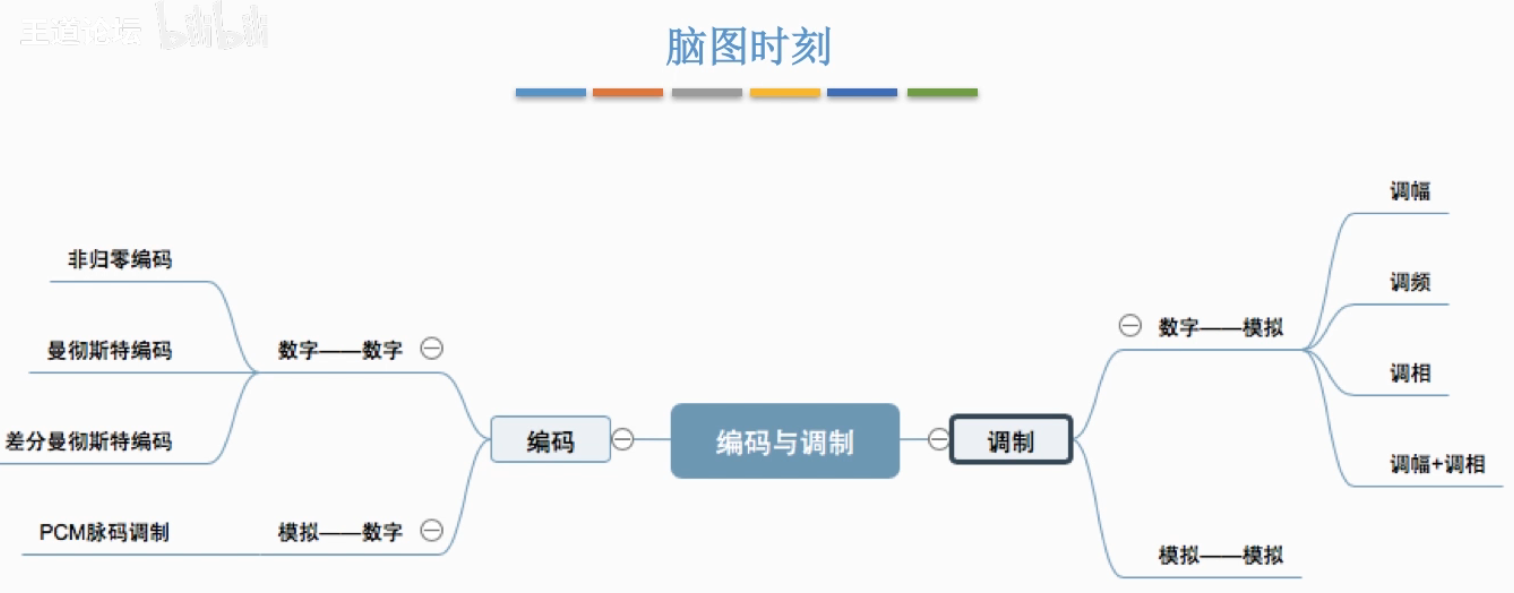 王道论坛 bilibili
脑图时刻
非归零编码
曼彻斯特编码
差分曼彻斯特编码
数字——数字
PCM脉码调制
模拟——数字
编码
编码与调制
调制
数字——模拟
调幅
调频
调相
调幅+调相
模拟——模拟